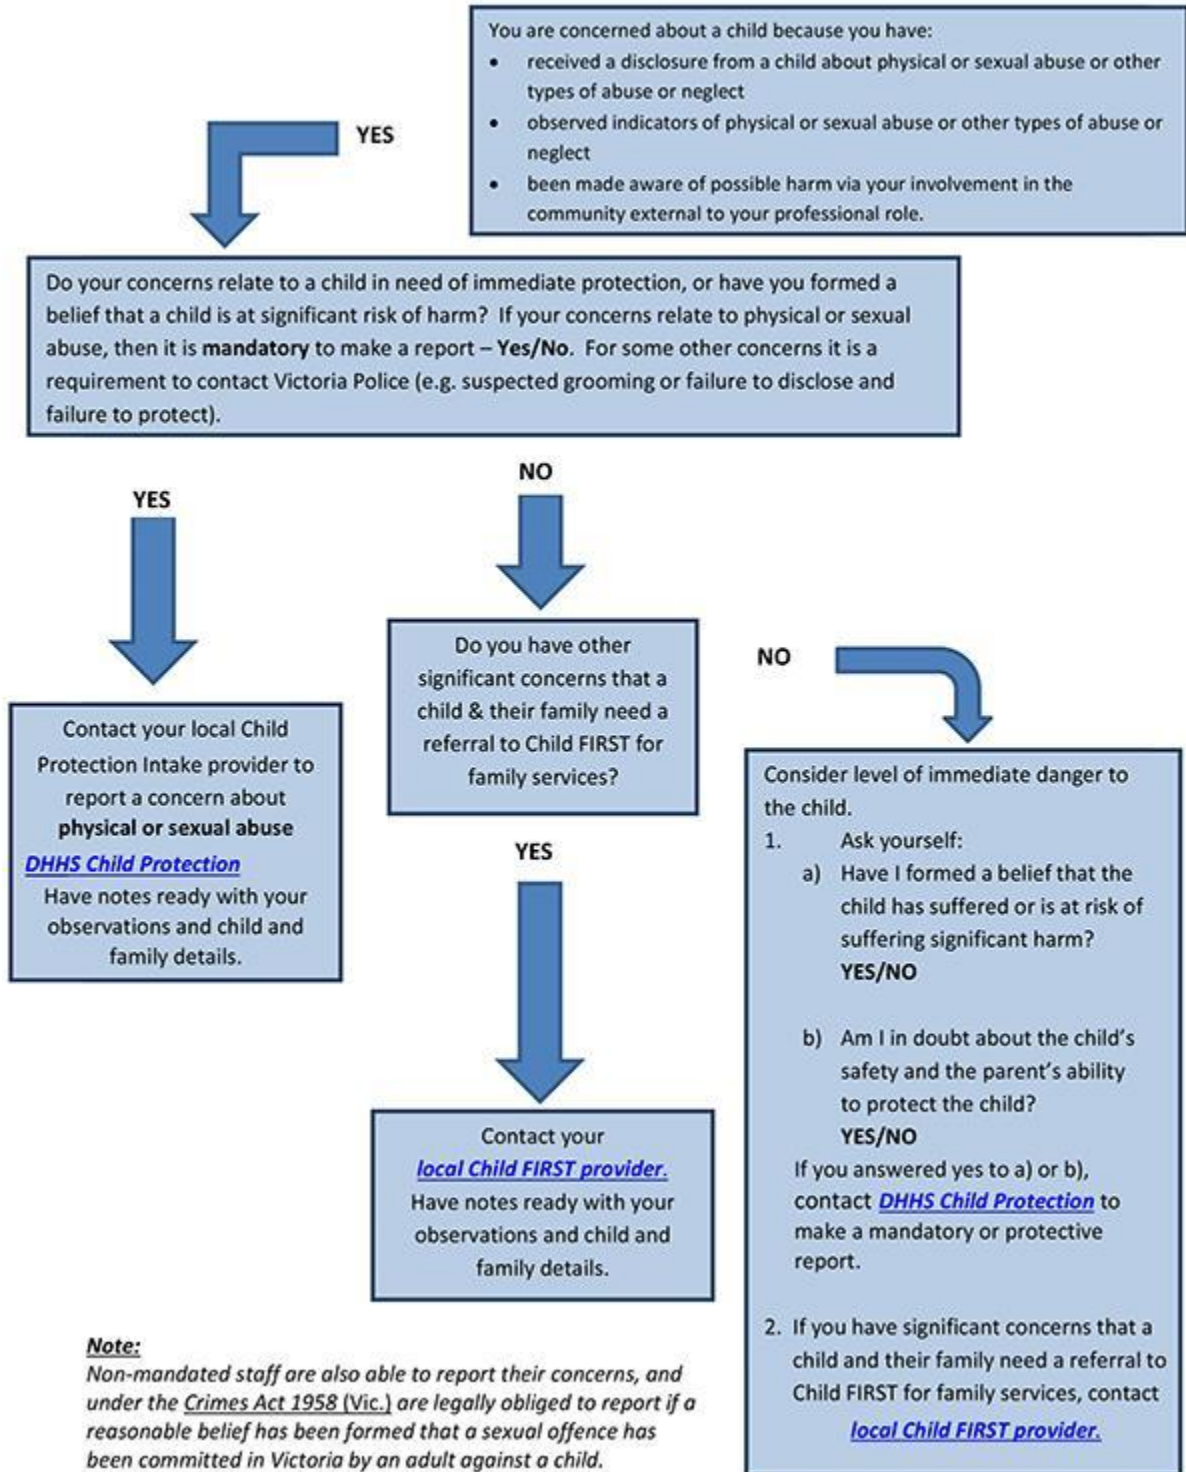 You are concerned about a child because you have:
• received a disclosure from a child about physical or sexual abuse or other
types of abuse or neglect
• observed indicators of physical or sexual abuse or other types of abuse or
neglect
• been made aware of possible harm via your involvement in the
community external to your professional role.
YES
Do your concerns relate to a child in need of immediate protection, or have you formed a
belief that a child is at significant risk of harm? If your concerns relate to physical or sexual
abuse, then it is mandatory to make a report – Yes/No. For some other concerns it is a
requirement to contact Victoria Police (e.g. suspected grooming or failure to disclose and
failure to protect).
YES
NO
Contact your local Child
Protection Intake provider to
report a concern about
physical or sexual abuse
DHHS Child Protection
Have notes ready with your
observations and child and
family details.
Do you have other
significant concerns that a
child & their family need a
referral to Child FIRST for
family services?
YES
NO
Contact your
local Child FIRST provider.
Have notes ready with your
observations and child and
family details.
Consider level of immediate danger to
the child.
1. Ask yourself:
a) Have I formed a belief that the
child has suffered or is at risk of
suffering significant harm?
YES/NO
b) Am I in doubt about the child's
safety and the parent's ability
to protect the child?
YES/NO
If you answered yes to a) or b),
contact DHHS Child Protection to
make a mandatory or protective
report.
2. If you have significant concerns that a
child and their family need a referral to
Child FIRST for family services, contact
local Child FIRST provider.
Note:
Non-mandated staff are also able to report their concerns, and
under the Crimes Act 1958 (Vic.) are legally obliged to report if a
reasonable belief has been formed that a sexual offence has
been committed in Victoria by an adult against a child.